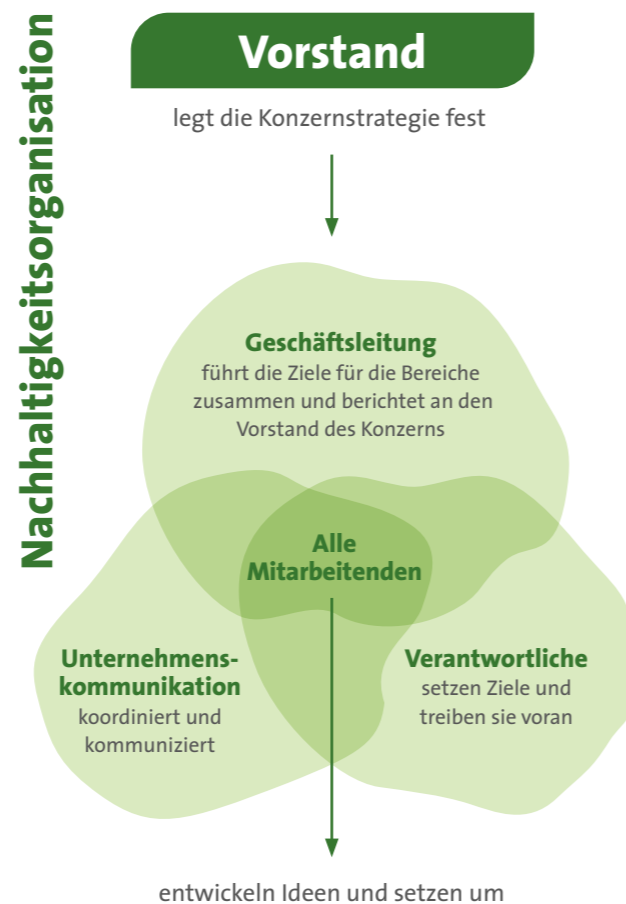 Nachhaltigkeitsorganisation
Vorstand
legt die Konzernstrategie fest
Geschäftsleitung
führt die Ziele für die Bereiche
zusammen und berichtet an den
Vorstand des Konzerns
Alle
Mitarbeitenden
Unternehmens-
kommunikation
koordiniert und
kommuniziert
Verantwortliche
setzen Ziele und
treiben sie voran
entwickeln Ideen und setzen um